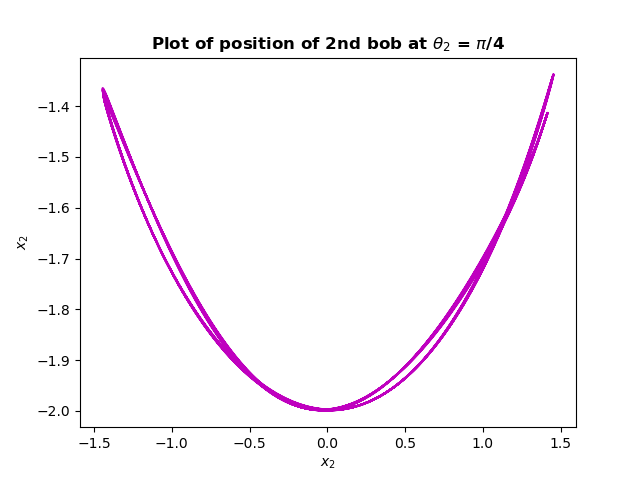 Plot of position of 2nd bob at θ₂ = π/4
−1.4
−1.5
−1.6
−1.7
−1.8
−1.9
−2.0
x₂
−1.5 −1.0 −0.5 0.0 0.5 1.0 1.5
x₂